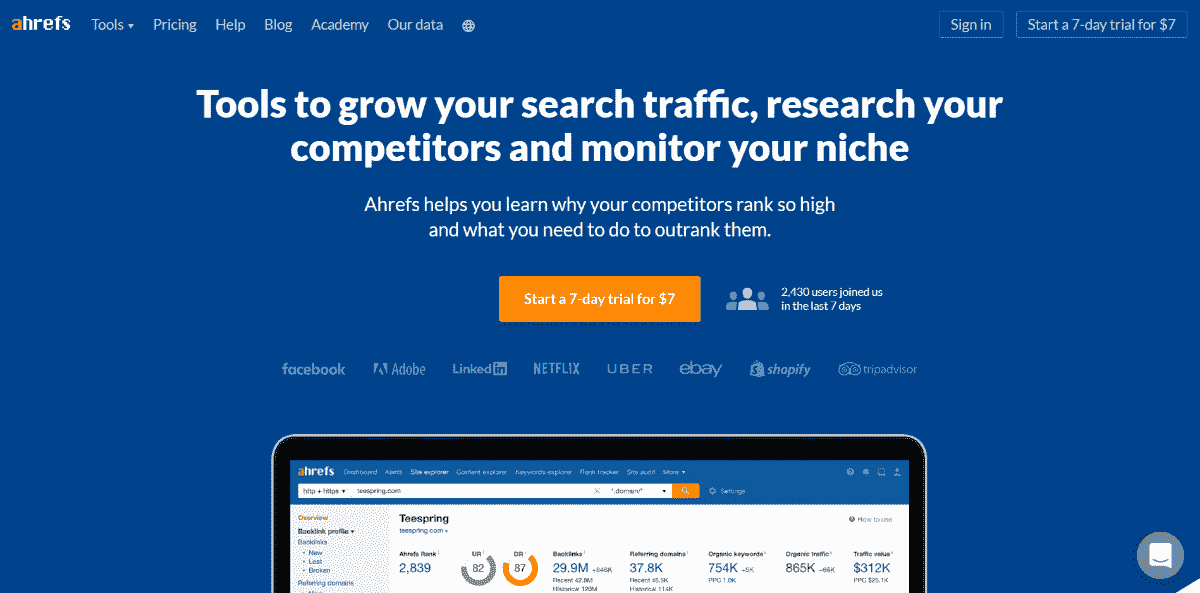 ahrefs Tools Pricing Help Blog Academy Our data Sign in Start a 7-day trial for $7
Tools to grow your search traffic, research your
competitors and monitor your niche
Ahrefs helps you learn why your competitors rank so high
and what you need to do to outrank them.
Start a 7-day trial for $7
2,430 users joined us
in the last 7 days
facebook Adobe LinkedIn NETFLIX UBER ebay shopify tripadvisor
ahrefs Dashboard Alerts Site explorer Content explorer Keywords explorer Rank tracker Site audit More
http + https teespring.com *.domain/* Settings
Overview
Backlink profile
Backlinks
New
Lost
Broken
Referring domains
Teespring
teespring.com
How to use
Ahrefs Rank UR DR Backlinks Referring domains Organic keywords Organic traffic Traffic value
2,839 82 87 29.9M +346K 37.8K 754K +5K 865K -66K $312K
Recent 42.8M Recent 45.5K PPC 1.0K PPC $25.1K
Historical 129M Historical 114K